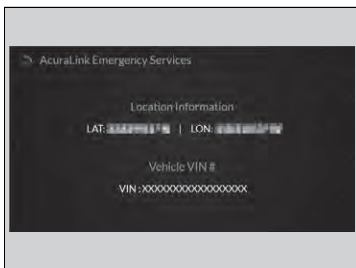 AcuraLink Emergency Services
Location Information
LAT: | LON:
Vehicle VIN #
VIN:XXXXXXXXXXXXXXXXX